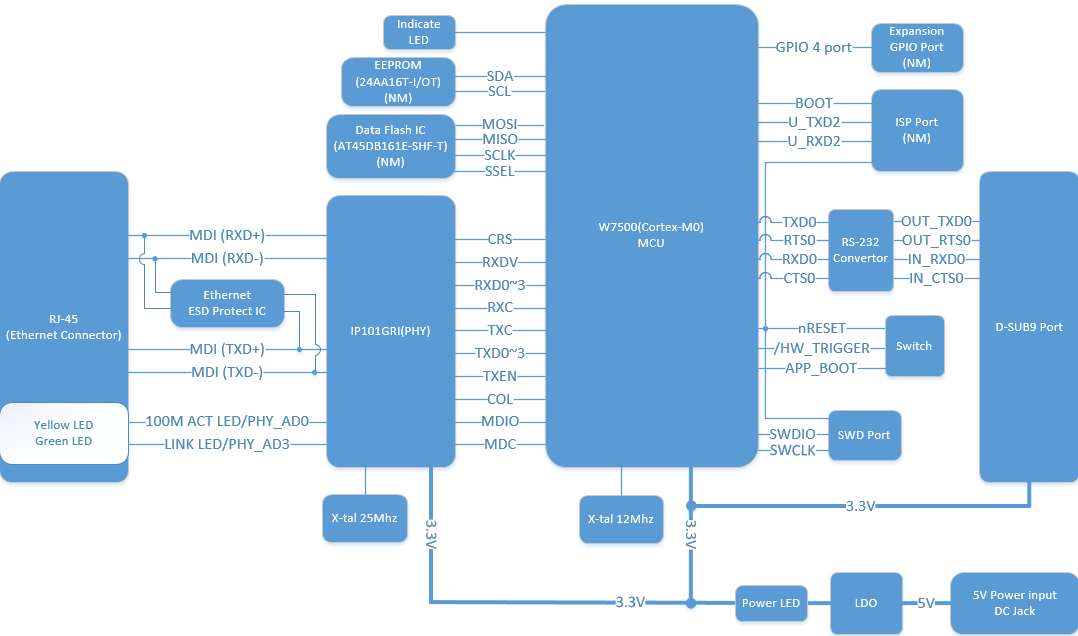 Indicate
LED
EEPROM
(24AA16T-I/OT)
(NM)
SDA
SCL
Data Flash IC
(AT45DB161E-SHF-T)
(NM)
MOSI
MISO
SCLK
SSEL
W7500(Cortex-M0)
MCU
GPIO 4 port
Expansion
GPIO Port
(NM)
BOOT
U_TXD2
U_RXD2
ISP Port
(NM)
RJ-45
(Ethernet Connector)
Yellow LED
Green LED
MDI (RXD+)
MDI (RXD-)
Ethernet
ESD Protect IC
MDI (TXD+)
MDI (TXD-)
100M ACT LED/PHY_AD0
LINK LED/PHY_AD3
IP101GRI(PHY)
CRS
RXDV
RXD0~3
RXC
TXC
TXD0~3
TXEN
COL
MDIO
MDC
TXD0
RTS0
RXD0
CTS0
RS-232
Convertor
OUT_TXD0
OUT_RTS0
IN_RXD0
IN_CTS0
D-SUB9 Port
nRESET
/HW_TRIGGER
APP_BOOT
Switch
SWDIO
SWCLK
SWD Port
X-tal 25Mhz
X-tal 12Mhz
3.3V
3.3V
3.3V
3.3V
Power LED
LDO
5V
5V Power input
DC Jack